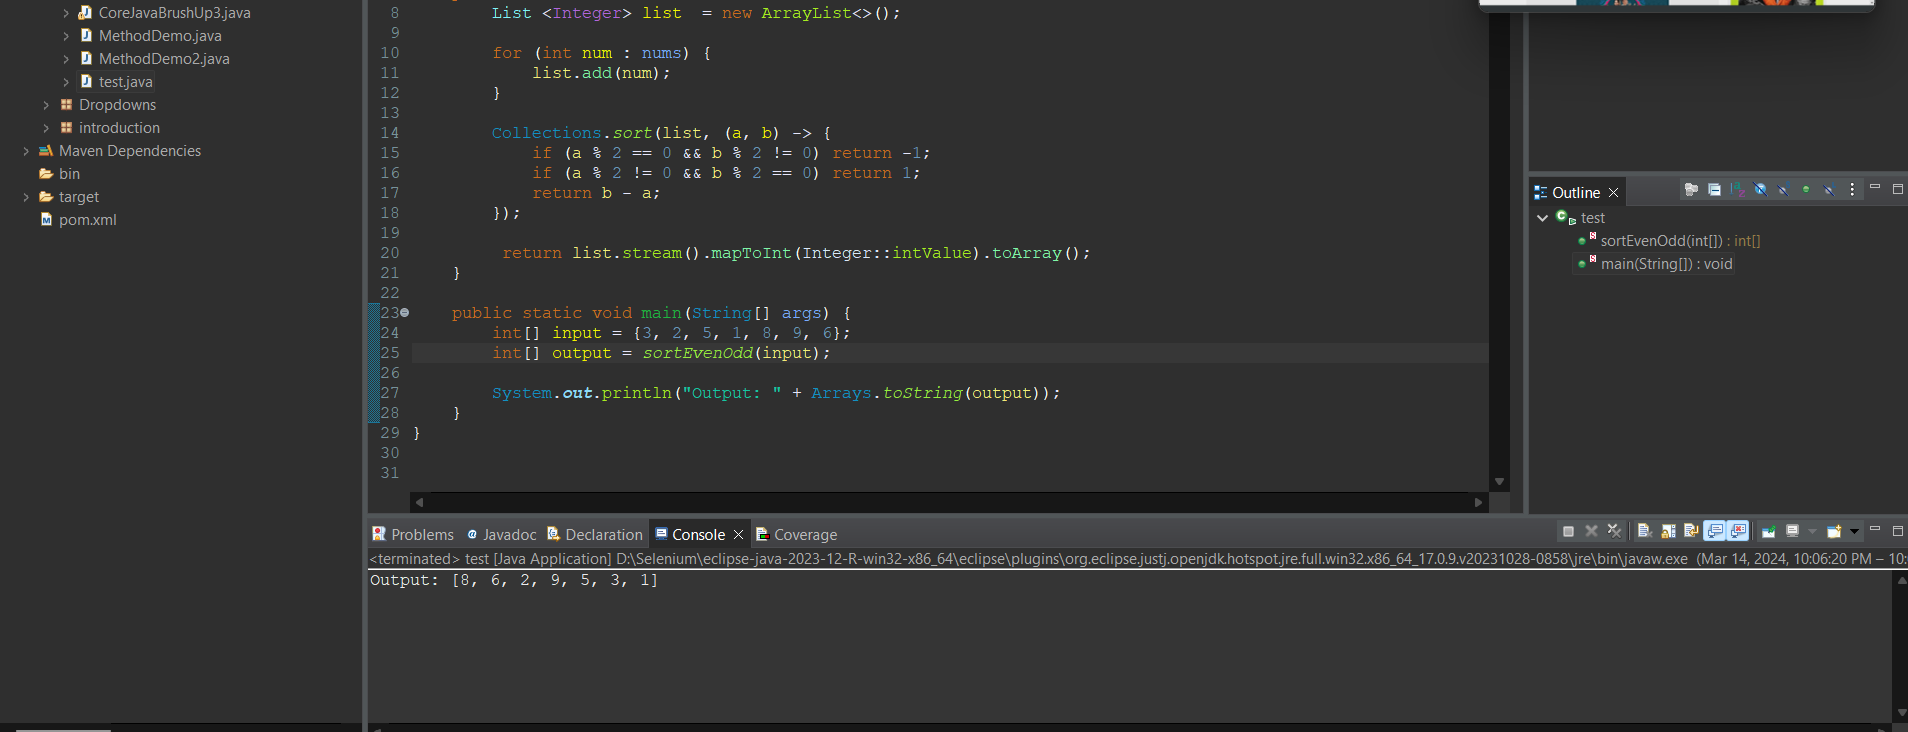 CoreJavaBrushUp3.java
MethodDemo.java
MethodDemo2.java
test.java
Dropdowns
introduction
Maven Dependencies
bin
target
pom.xml
8 List <Integer> list  = new ArrayList<>();
9
10 for (int num : nums) {
11 list.add(num);
12 }
13
14 Collections.sort(list, (a, b) -> {
15 if (a % 2 == 0 && b % 2 != 0) return -1;
16 if (a % 2 != 0 && b % 2 == 0) return 1;
17 return b - a;
18 });
19
20 return list.stream().mapToInt(Integer::intValue).toArray();
21 }
22
23 public static void main(String[] args) {
24 int[] input = {3, 2, 5, 1, 8, 9, 6};
25 int[] output = sortEvenOdd(input);
26
27 System.out.println("Output: " + Arrays.toString(output));
28 }
29 }
30
31
Outline
test
sortEvenOdd(int[]) : int[]
main(String[]) : void
Problems @ Javadoc Declaration Console Coverage
<terminated> test [Java Application] D:\Selenium\eclipse-java-2023-12-R-win32-x86_64\eclipse\plugins\org.eclipse.justj.openjdk.hotspot.jre.full.win32.x86_64_17.0.9.v20231028-0858\jre\bin\javaw.exe (Mar 14, 2024, 10:06:20 PM – 10:
Output: [8, 6, 2, 9, 5, 3, 1]